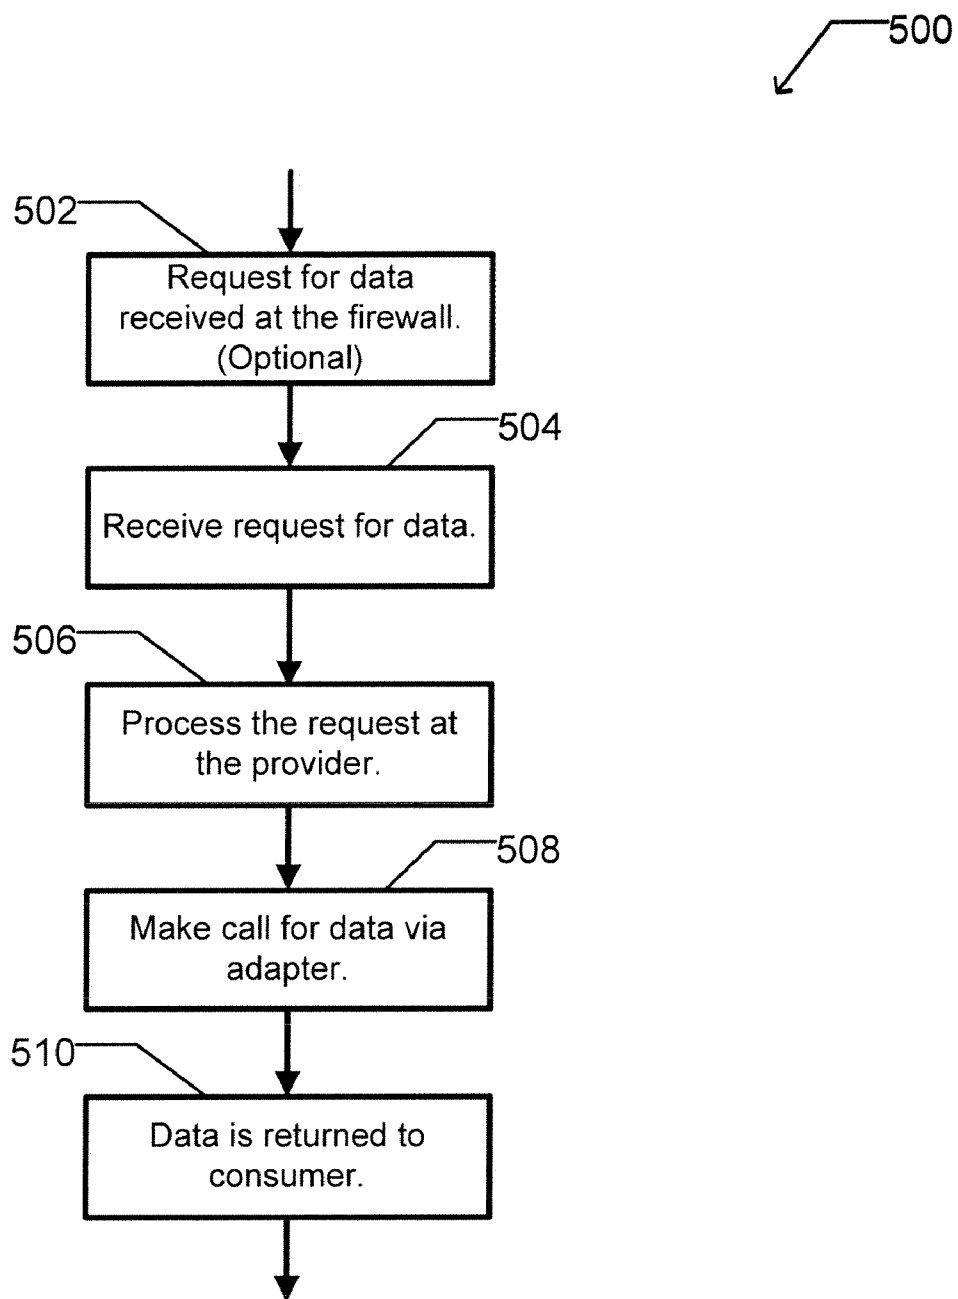 500
502
Request for data
received at the firewall.
(Optional)
504
Receive request for data.
506
Process the request at
the provider.
508
Make call for data via
adapter.
510
Data is returned to
consumer.